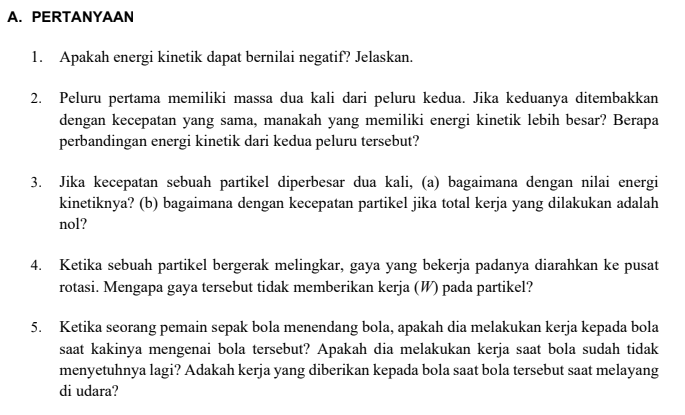 A. PERTANYAAN
1. Apakah energi kinetik dapat bernilai negatif? Jelaskan.
2. Peluru pertama memiliki massa dua kali dari peluru kedua. Jika keduanya ditembakkan
dengan kecepatan yang sama, manakah yang memiliki energi kinetik lebih besar? Berapa
perbandingan energi kinetik dari kedua peluru tersebut?
3. Jika kecepatan sebuah partikel diperbesar dua kali, (a) bagaimana dengan nilai energi
kinetiknya? (b) bagaimana dengan kecepatan partikel jika total kerja yang dilakukan adalah
nol?
4. Ketika sebuah partikel bergerak melingkar, gaya yang bekerja padanya diarahkan ke pusat
rotasi. Mengapa gaya tersebut tidak memberikan kerja (W) pada partikel?
5. Ketika seorang pemain sepak bola menendang bola, apakah dia melakukan kerja kepada bola
saat kakinya mengenai bola tersebut? Apakah dia melakukan kerja saat bola sudah tidak
menyetuhnya lagi? Adakah kerja yang diberikan kepada bola saat bola tersebut saat melayang
di udara?